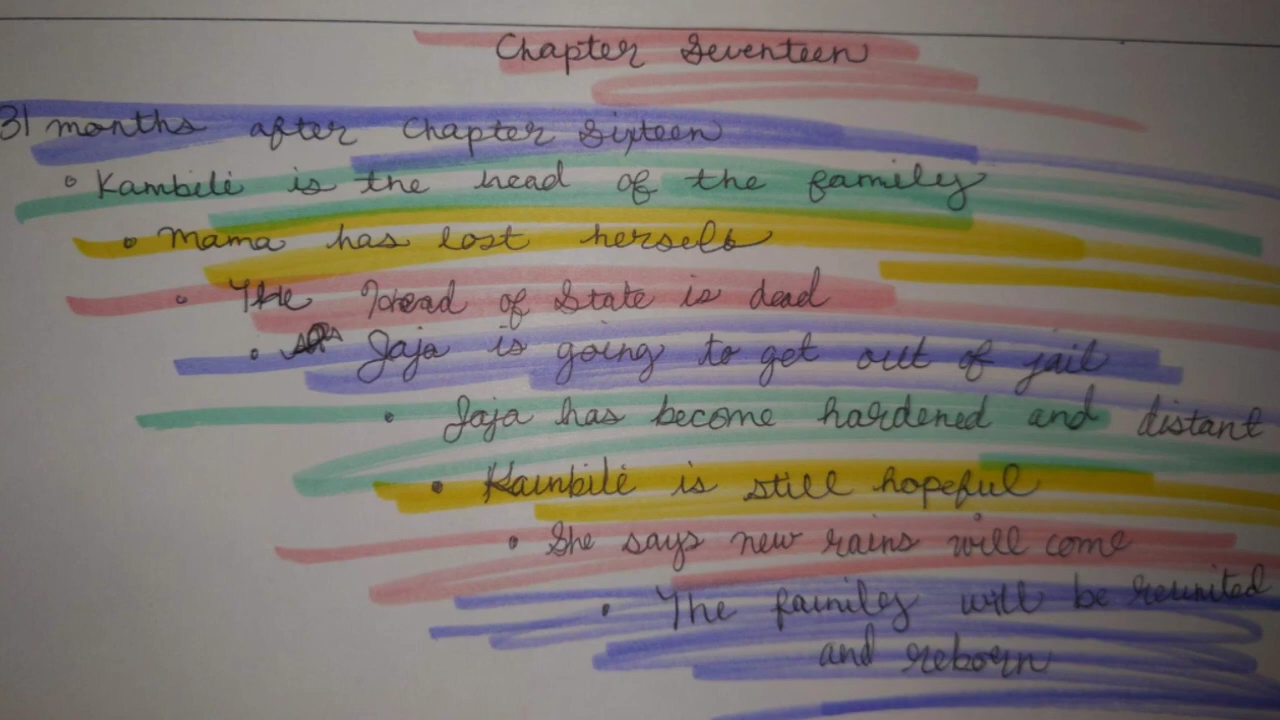 Chapter Seventeen
31 months after Chapter Sixteen
• Kambili is the head of the family
• Mama has lost herself
• The Head of State is dead
• Jaja is going to get out of jail
• Jaja has become hardened and distant
• Kambili is still hopeful
• She says new rains will come
• The family will be reunited
and reborn